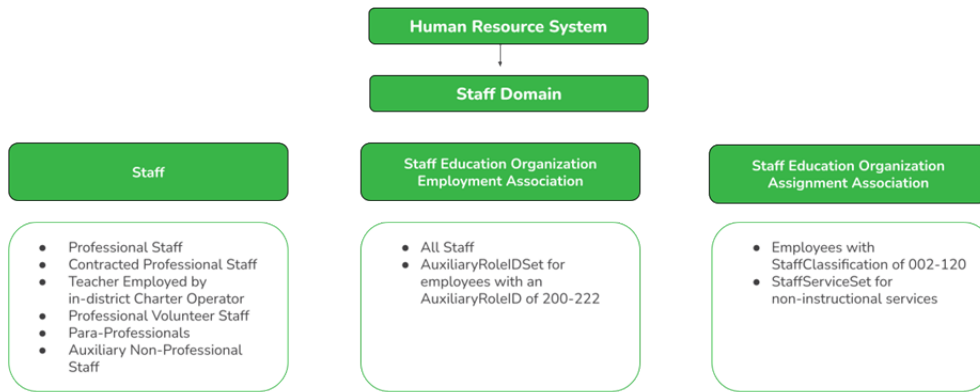 Human Resource System
Staff Domain
Staff
Staff Education Organization
Employment Association
Staff Education Organization
Assignment Association
● Professional Staff
● Contracted Professional Staff
● Teacher Employed by
in-district Charter Operator
● Professional Volunteer Staff
● Para-Professionals
● Auxiliary Non-Professional
Staff
● All Staff
● AuxiliaryRoleIDSet for
employees with an
AuxiliaryRoleID of 200-222
● Employees with
StaffClassification of 002-120
● StaffServiceSet for
non-instructional services